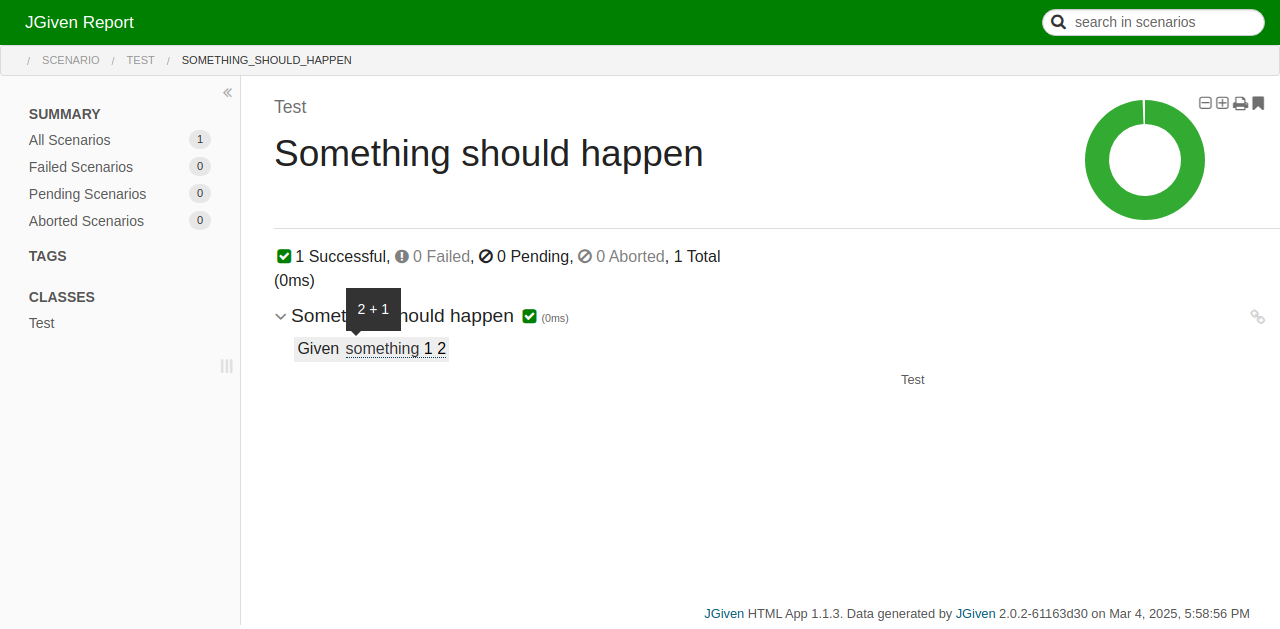 JGiven Report
search in scenarios
/ SCENARIO / TEST / SOMETHING_SHOULD_HAPPEN
SUMMARY
All Scenarios 1
Failed Scenarios 0
Pending Scenarios 0
Aborted Scenarios 0
TAGS
CLASSES
Test
Test
Something should happen
1 Successful, 0 Failed, 0 Pending, 0 Aborted, 1 Total
(0ms)
2 + 1
Somet hould happen (0ms)
Given something 1 2
Test
JGiven HTML App 1.1.3. Data generated by JGiven 2.0.2-61163d30 on Mar 4, 2025, 5:58:56 PM